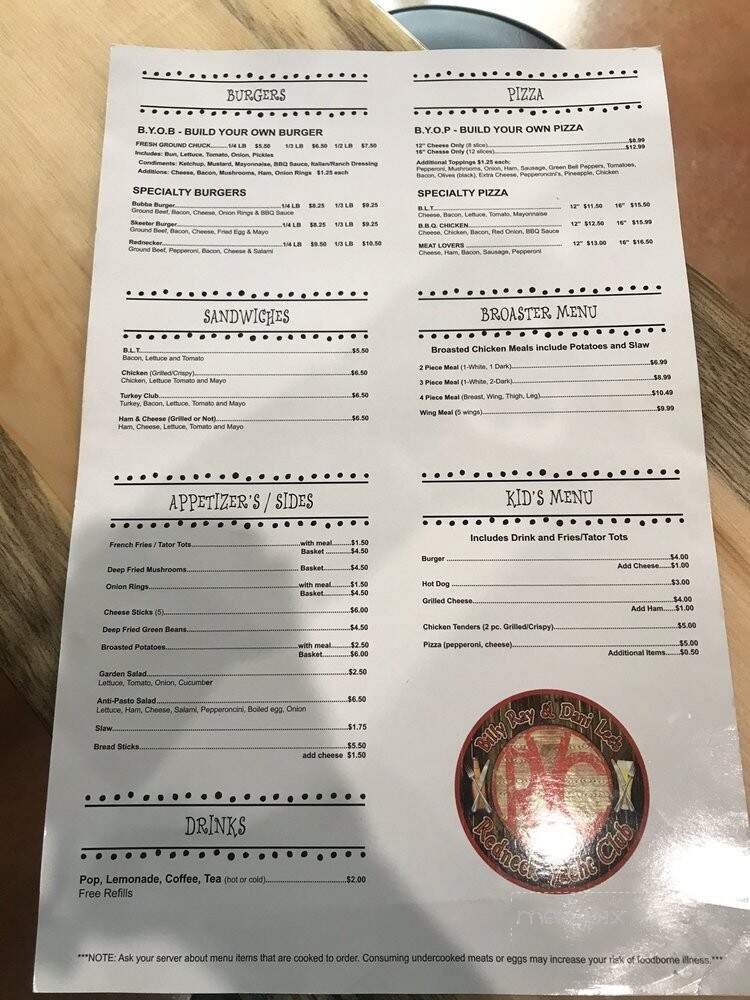 BURGERS
B.Y.O.B - BUILD YOUR OWN BURGER
FRESH GROUND CHUCK..........1/4 LB $5.50 1/3 LB $6.50 1/2 LB $7.50
Includes: Bun, Lettuce, Tomato, Onion, Pickles
Condiments: Ketchup, Mustard, Mayonnaise, BBQ Sauce, Italian/Ranch Dressing
Additions: Cheese, Bacon, Mushrooms, Ham, Onion Rings $1.25 each
SPECIALTY BURGERS
Bubba Burger..........1/4 LB $8.25 1/3 LB $9.25
Ground Beef, Bacon, Cheese, Onion Rings & BBQ Sauce
Skeeter Burger..........1/4 LB $8.25 1/3 LB $9.25
Ground Beef, Bacon, Cheese, Fried Egg & Mayo
Rednecker..........1/4 LB $9.50 1/3 LB $10.50
Ground Beef, Pepperoni, Bacon, Cheese & Salami
SANDWICHES
B.L.T..........$5.50
Bacon, Lettuce and Tomato
Chicken (Grilled/Crispy)..........$6.50
Chicken, Lettuce Tomato and Mayo
Turkey Club..........$6.50
Turkey, Bacon, Lettuce, Tomato and Mayo
Ham & Cheese (Grilled or Not)..........$6.50
Ham, Cheese, Lettuce, Tomato and Mayo
APPETIZER'S / SIDES
French Fries / Tator Tots..........with meal..........$1.50
Basket..........$4.50
Deep Fried Mushrooms..........Basket..........$4.50
Onion Rings..........with meal..........$1.50
Basket..........$4.50
Cheese Sticks (5)..........$6.00
Deep Fried Green Beans..........$4.50
Broasted Potatoes..........with meal..........$2.50
Basket..........$6.00
Garden Salad..........$2.50
Lettuce, Tomato, Onion, Cucumber
Anti-Pasto Salad..........$6.50
Lettuce, Ham, Cheese, Salami, Pepperoncini, Boiled egg, Onion
Slaw..........$1.75
Bread Sticks..........$5.50
add cheese $1.50
DRINKS
Pop, Lemonade, Coffee, Tea (hot or cold)..........$2.00
Free Refills
PIZZA
B.Y.O.P - BUILD YOUR OWN PIZZA
12" Cheese Only (8 slice)..........$8.99
16" Cheese Only (12 slices)..........$12.99
Additional Toppings $1.25 each:
Pepperoni, Mushrooms, Onion, Ham, Sausage, Green Bell Peppers, Tomatoes,
Bacon, Olives (black), Extra Cheese, Pepperoncini's, Pineapple, Chicken
SPECIALTY PIZZA
B.L.T..........12" $11.50 16" $15.50
Cheese, Bacon, Lettuce, Tomato, Mayonnaise
B.B.Q. CHICKEN..........12" $12.50 16" $15.99
Cheese, Chicken, Bacon, Red Onion, BBQ Sauce
MEAT LOVERS..........12" $13.00 16" $16.50
Cheese, Ham, Bacon, Sausage, Pepperoni
BROASTER MENU
Broasted Chicken Meals include Potatoes and Slaw
2 Piece Meal (1-White, 1 Dark)..........$6.99
3 Piece Meal (1-White, 2-Dark)..........$8.99
4 Piece Meal (Breast, Wing, Thigh, Leg)..........$10.49
Wing Meal (5 wings)..........$9.99
KID'S MENU
Includes Drink and Fries/Tator Tots
Burger..........$4.00
Add Cheese......$1.00
Hot Dog..........$3.00
Grilled Cheese..........$4.00
Add Ham......$1.00
Chicken Tenders (2 pc. Grilled/Crispy)..........$5.00
Pizza (pepperoni, cheese)..........$5.00
Additional Items.......$0.50
Billy Ray & Dani Lee's
Redneck Yacht Club
***NOTE: Ask your server about menu items that are cooked to order. Consuming undercooked meats or eggs may increase your risk of foodborne illness.***